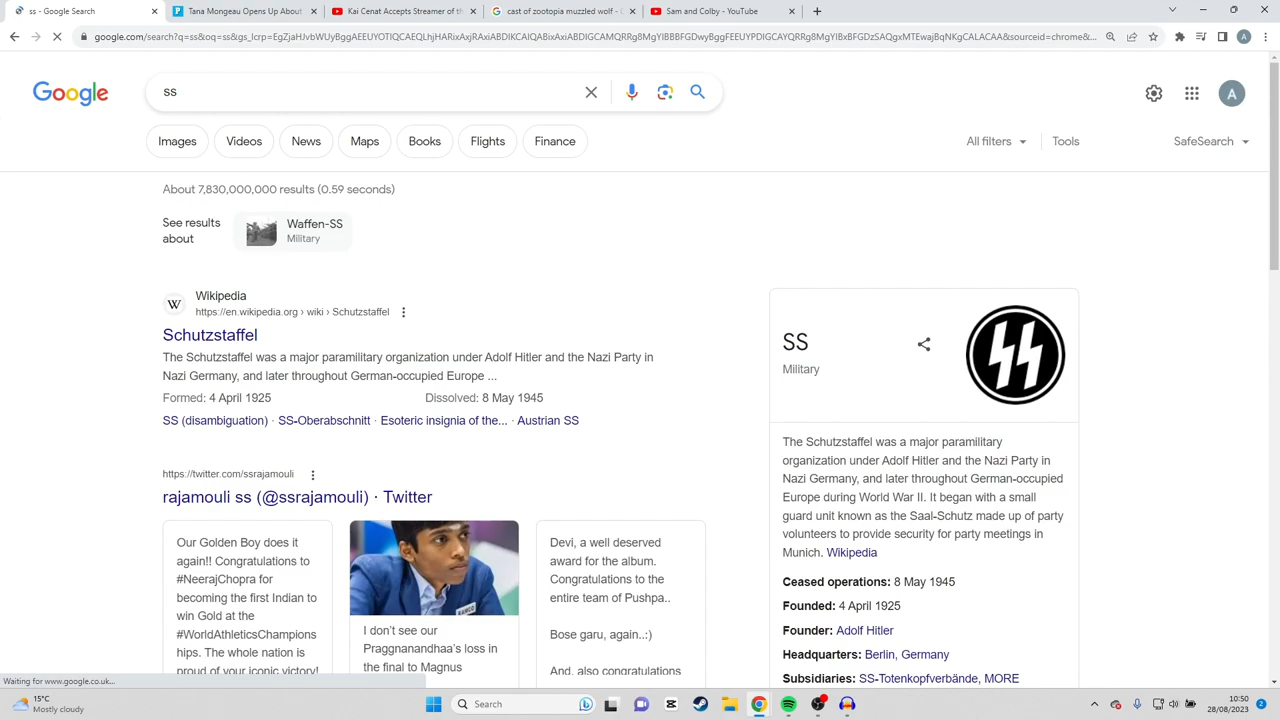 ss - Google Search
Tana Mongeau Opens Up About
Kai Cenat Accepts Streamer of th
cast of zootopia muzzled wolf - G
Sam and Colby - YouTube
google.com/search?q=ss&oq=ss&gs_lcrp=EgZjaHJvbWUyBggAEEUYOTIQCAEQLhjHARixAxjRAxiABDIKCAIQABixAxiABDIGCAMQRRg8MgYIBBBFGDwyBggFEEUYPDIGCAYQRRg8MgYIBxBFGDzSAQgxMTEwajBqNKgCALACAA&sourceid=chrome&...
A
Google
ss
A
Images
Videos
News
Maps
Books
Flights
Finance
All filters
Tools
SafeSearch
About 7,830,000,000 results (0.59 seconds)
See results
about
Waffen-SS
Military
W
Wikipedia
https://en.wikipedia.org › wiki › Schutzstaffel
Schutzstaffel
The Schutzstaffel was a major paramilitary organization under Adolf Hitler and the Nazi Party in
Nazi Germany, and later throughout German-occupied Europe ...
Formed: 4 April 1925
Dissolved: 8 May 1945
SS (disambiguation) · SS-Oberabschnitt · Esoteric insignia of the... · Austrian SS
https://twitter.com/ssrajamouli
rajamouli ss (@ssrajamouli) · Twitter
Our Golden Boy does it
again!! Congratulations to
#NeerajChopra for
becoming the first Indian to
win Gold at the
#WorldAthleticsChampions
hips. The whole nation is
proud of your iconic victory!
I don't see our
Praggnanandhaa's loss in
the final to Magnus
Devi, a well deserved
award for the album.
Congratulations to the
entire team of Pushpa..
Bose garu, again..:)
And, also congratulations
SS
Military
The Schutzstaffel was a major paramilitary
organization under Adolf Hitler and the Nazi Party in
Nazi Germany, and later throughout German-occupied
Europe during World War II. It began with a small
guard unit known as the Saal-Schutz made up of party
volunteers to provide security for party meetings in
Munich. Wikipedia
Ceased operations: 8 May 1945
Founded: 4 April 1925
Founder: Adolf Hitler
Headquarters: Berlin, Germany
Subsidiaries: SS-Totenkopfverbände, MORE
Waiting for www.google.co.uk...
15°C
Mostly cloudy
Search
10:50
28/08/2023
2